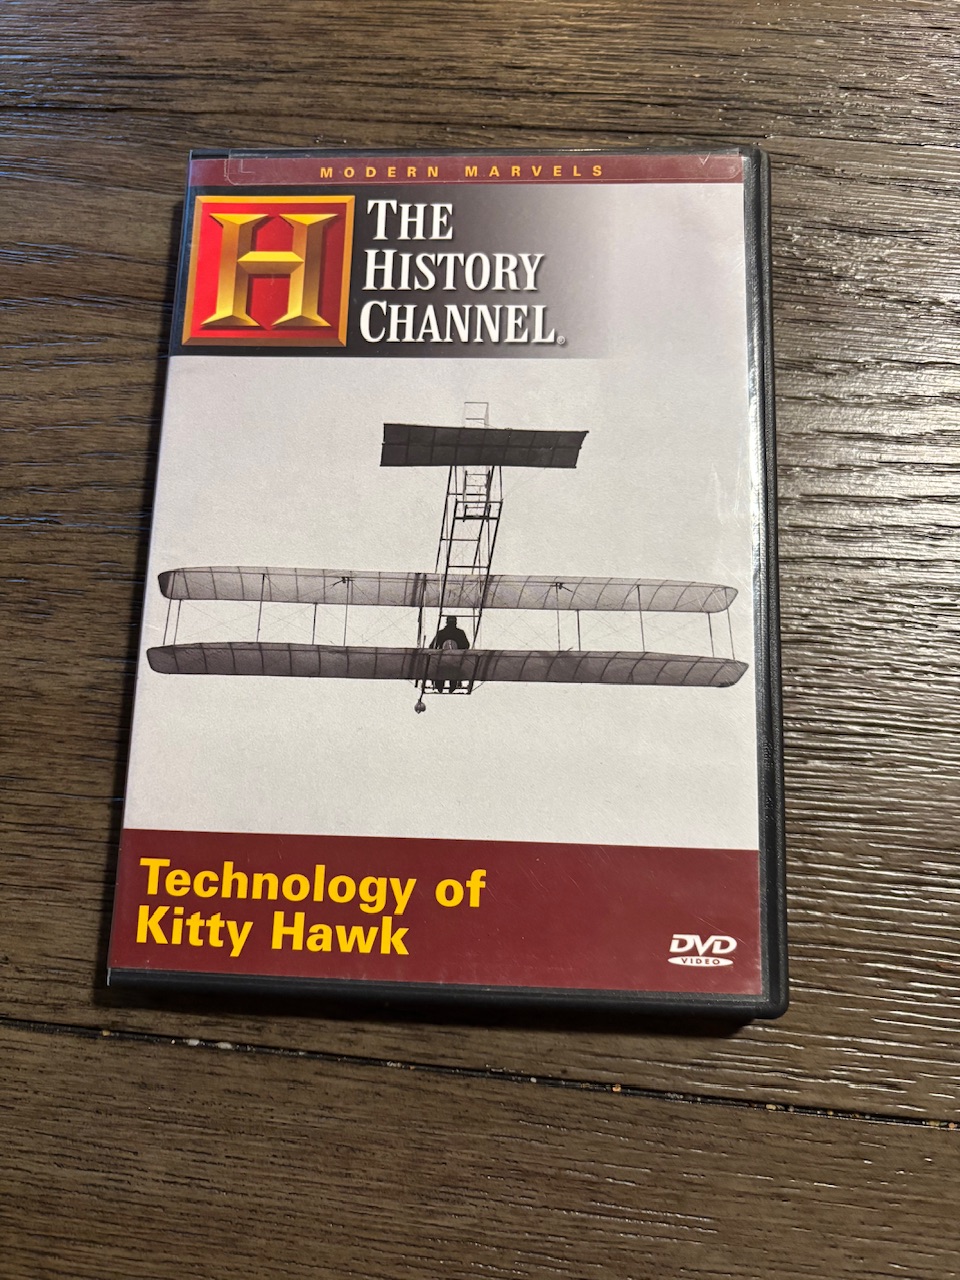 MODERN MARVELS
H
THE
HISTORY
CHANNEL®
Technology of
Kitty Hawk
DVD
VIDEO